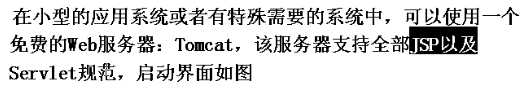 在小型的应用系统或者有特殊需要的系统中，可以使用一个
免费的Web服务器：Tomcat，该服务器支持全部JSP以及
Servlet规范，启动界面如图